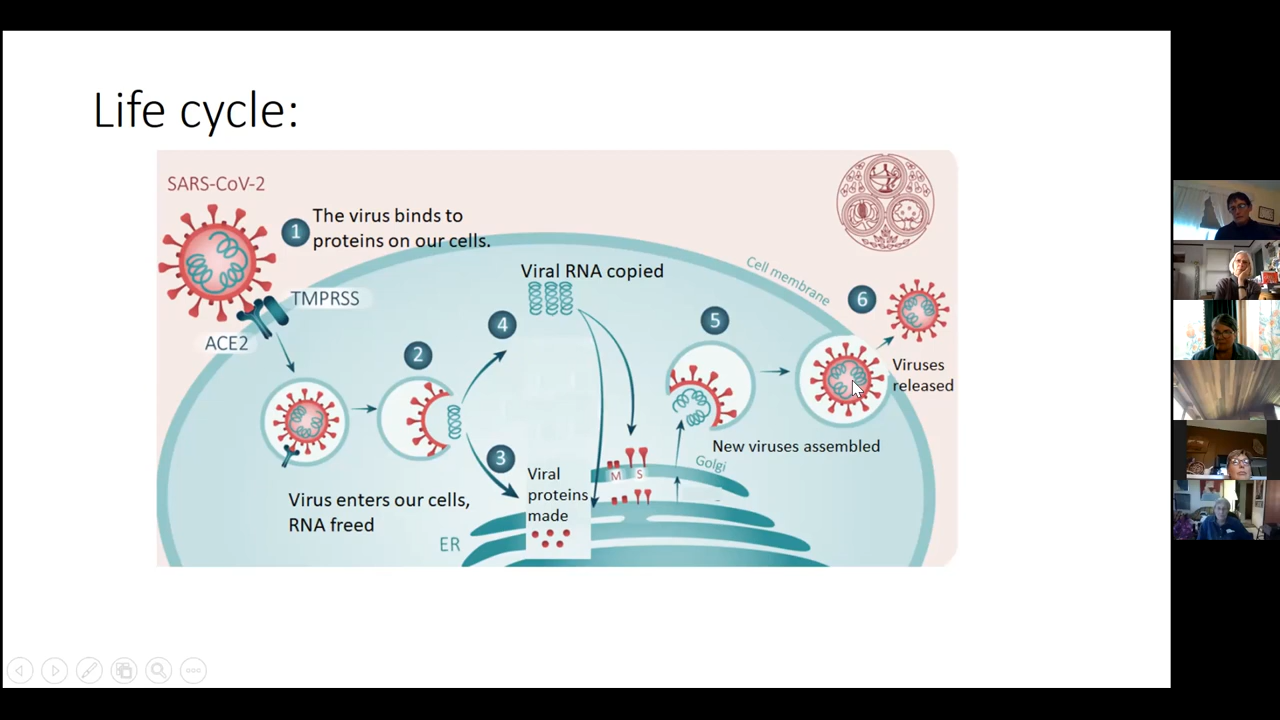 Life cycle:
SARS-CoV-2
1
The virus binds to
proteins on our cells.
TMPRSS
ACE2
2
Virus enters our cells,
RNA freed
3
Viral
proteins
made
4
Viral RNA copied
ER
M S
Golgi
5
New viruses assembled
Cell membrane
6
Viruses
released